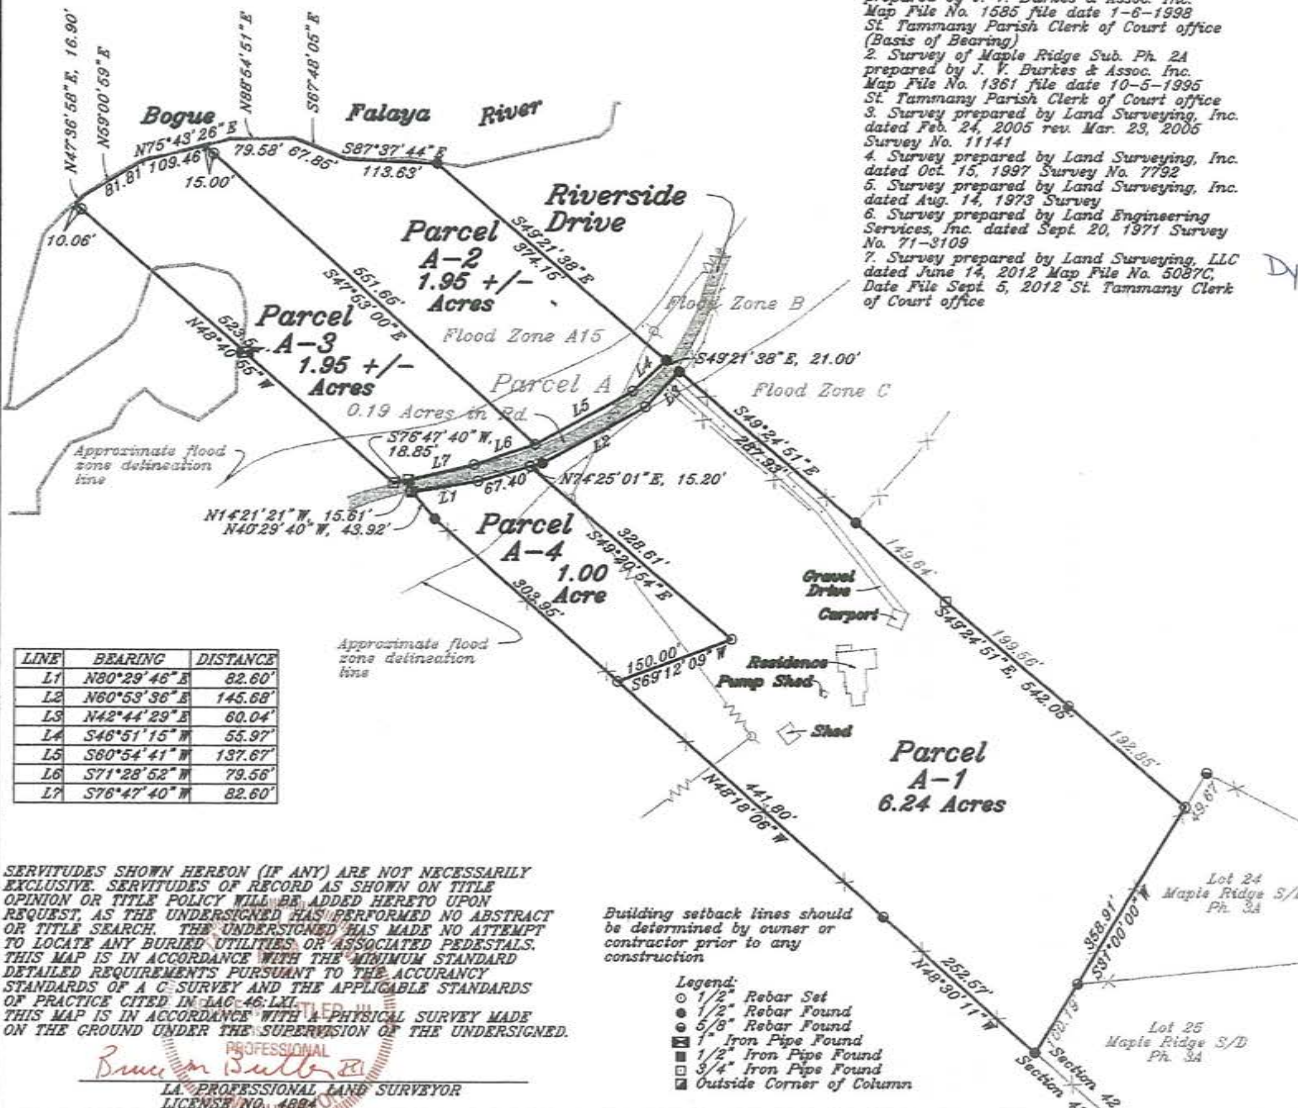 Map File No. 1585 file date 1-6-1998
St. Tammany Parish Clerk of Court office
(Basis of Bearing)
2. Survey of Maple Ridge Sub. Ph. 2A
prepared by J. V. Burkes & Assoc. Inc.
Map File No. 1361 file date 10-5-1995
St. Tammany Parish Clerk of Court office
3. Survey prepared by Land Surveying, Inc.
dated Feb. 24, 2005 rev. Mar. 23, 2005
Survey No. 11141
4. Survey prepared by Land Surveying, Inc.
dated Oct. 15, 1997 Survey No. 7792
5. Survey prepared by Land Surveying, Inc.
dated Aug. 14, 1973 Survey
6. Survey prepared by Land Engineering
Services, Inc. dated Sept. 20, 1971 Survey
No. 71-3109
7. Survey prepared by Land Surveying, LLC
dated June 14, 2012 Map File No. 5087C,
Date File Sept. 5, 2012 St. Tammany Clerk
of Court office
N47°36'58"E, 16.90'
N59°00'59"E
81.81'
N75°43'26"E
109.46'
N88°54'51"E
79.58'
S67°48'05"E
67.85'
S87°37'44"E
113.63'
Bogue Falaya River
15.00'
10.06'
Riverside
Drive
Parcel
A-2
1.95 +/-
Acres
S49°21'38"E
374.15'
551.65'
S47°53'00"E
Parcel
A-3
1.95 +/-
Acres
N48°40'55"W
Flood Zone A15
Flood Zone B
Flood Zone C
Parcel A
0.19 Acres in Rd.
S49°21'38"E, 21.00'
S76°47'40"W,
18.85'
L7
L6
L5
L4
L1
67.40
L2
L3
N74°25'01"E, 15.20'
N14°21'21"W, 15.61'
N40°29'40"W, 43.92'
Approximate flood
zone delineation
line
Parcel
A-4
1.00
Acre
328.61'
S49°20'54"E
303.95'
150.00'
S69°12'09"W
Approximate flood
zone delineation
line
S49°24'51"E
287.93'
149.64'
199.56'
S49°24'51"E, 542.05'
192.85'
49.67'
Gravel
Drive
Carport
Residence
Pump Shed
Shed
Parcel
A-1
6.24 Acres
441.80'
N48°18'06"W
252.57'
N48°30'11"W
358.91'
S31°00'00"W
100.19'
Section 42
Section
Lot 24
Maple Ridge S/D
Ph. 3A
Lot 25
Maple Ridge S/D
Ph. 3A
LINE BEARING DISTANCE
L1 N80°29'46"E 82.60'
L2 N60°53'36"E 145.68'
L3 N42°44'29"E 60.04'
L4 S46°51'15"W 55.97'
L5 S60°54'41"W 137.67'
L6 S71°28'52"W 79.56'
L7 S76°47'40"W 82.60'
SERVITUDES SHOWN HEREON (IF ANY) ARE NOT NECESSARILY
EXCLUSIVE. SERVITUDES OF RECORD AS SHOWN ON TITLE
OPINION OR TITLE POLICY WILL BE ADDED HERETO UPON
REQUEST, AS THE UNDERSIGNED HAS PERFORMED NO ABSTRACT
OR TITLE SEARCH. THE UNDERSIGNED HAS MADE NO ATTEMPT
TO LOCATE ANY BURIED UTILITIES OR ASSOCIATED PEDESTALS.
THIS MAP IS IN ACCORDANCE WITH THE MINIMUM STANDARD
DETAILED REQUIREMENTS PURSUANT TO THE ACCURANCY
STANDARDS OF A C SURVEY AND THE APPLICABLE STANDARDS
OF PRACTICE CITED IN LAC 46:LXI.
THIS MAP IS IN ACCORDANCE WITH A PHYSICAL SURVEY MADE
ON THE GROUND UNDER THE SUPERVISION OF THE UNDERSIGNED.
PROFESSIONAL
Bruce M Butler III
LA. PROFESSIONAL LAND SURVEYOR
LICENSE NO. 4894
Building setback lines should
be determined by owner or
contractor prior to any
construction
Legend:
1/2" Rebar Set
1/2" Rebar Found
5/8" Rebar Found
1" Iron Pipe Found
1/2" Iron Pipe Found
3/4" Iron Pipe Found
Outside Corner of Column